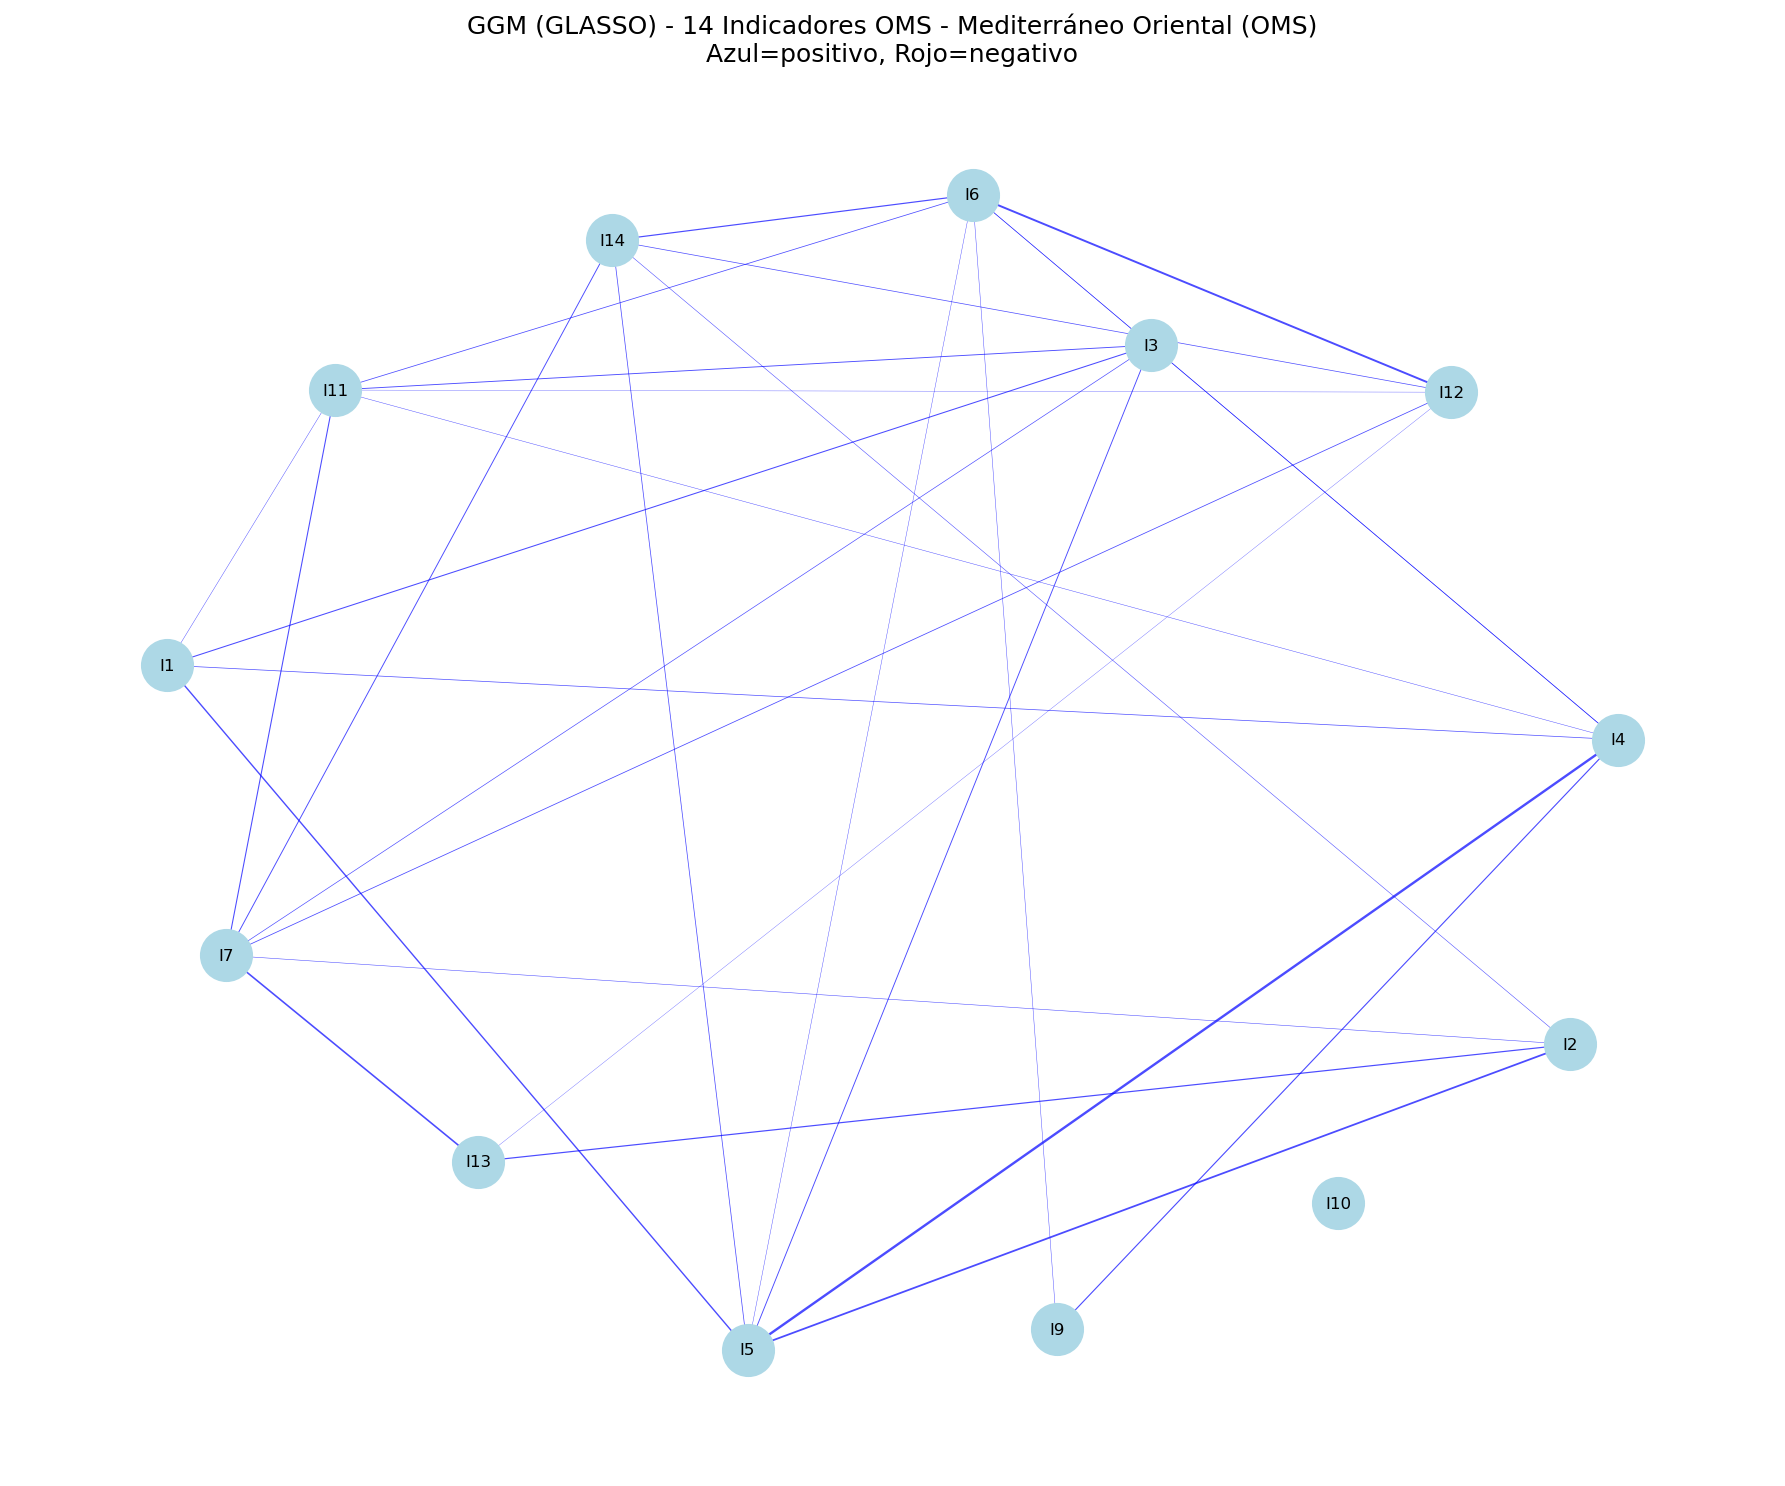 GGM (GLASSO) - 14 Indicadores OMS - Mediterráneo Oriental (OMS)
Azul=positivo, Rojo=negativo
I6
I14
I3
I11
I12
I1
I4
I7
I2
I13
I10
I9
I5